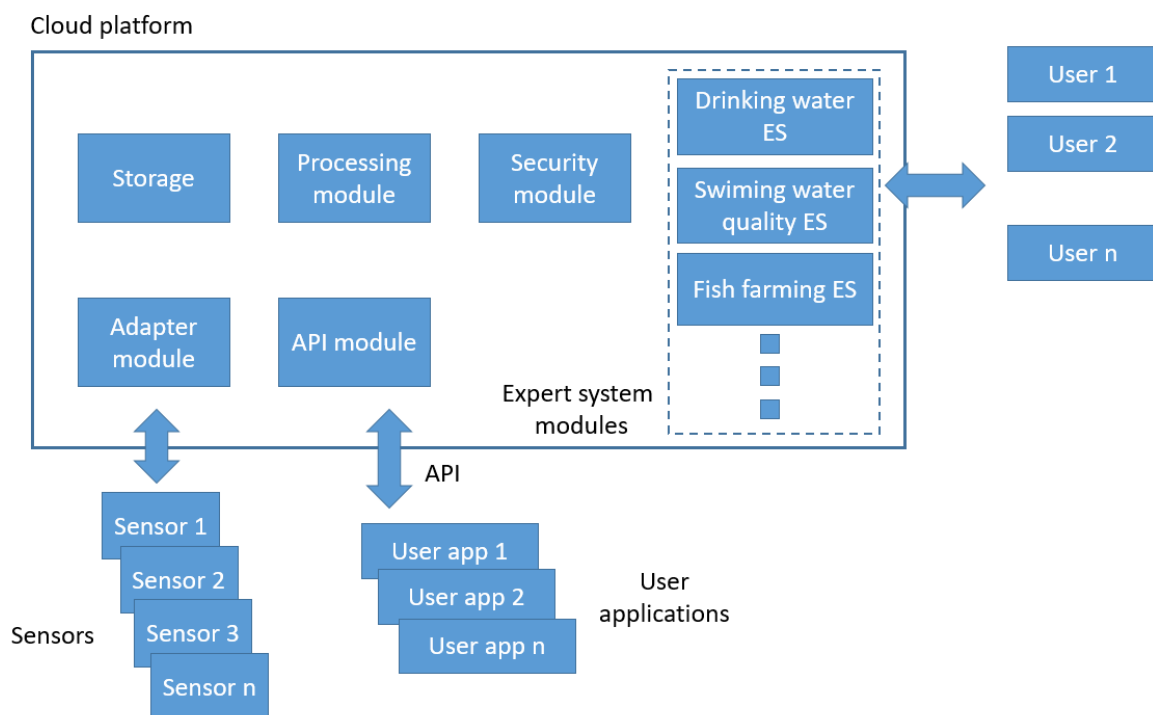 Cloud platform
Storage
Processing
module
Security
module
Adapter
module
API module
Drinking water
ES
Swiming water
quality ES
Fish farming ES
Expert system
modules
User 1
User 2
User n
API
Sensors
Sensor 1
Sensor 2
Sensor 3
Sensor n
User app 1
User app 2
User app n
User
applications